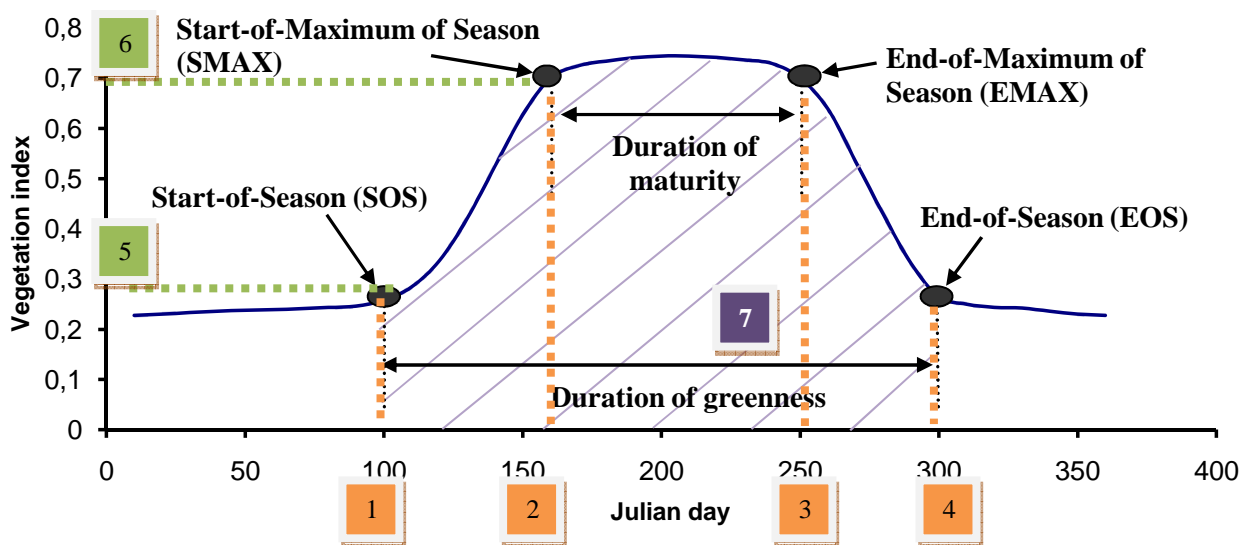 0,8
0,7
0,6
0,5
0,4
0,3
0,2
0,1
0
Vegetation index
6
5
Start-of-Maximum of Season
(SMAX)
End-of-Maximum of
Season (EMAX)
Duration of
maturity
Start-of-Season (SOS)
End-of-Season (EOS)
7
Duration of greenness
0 50 100 150 200 250 300 350 400
1 2 3 4
Julian day